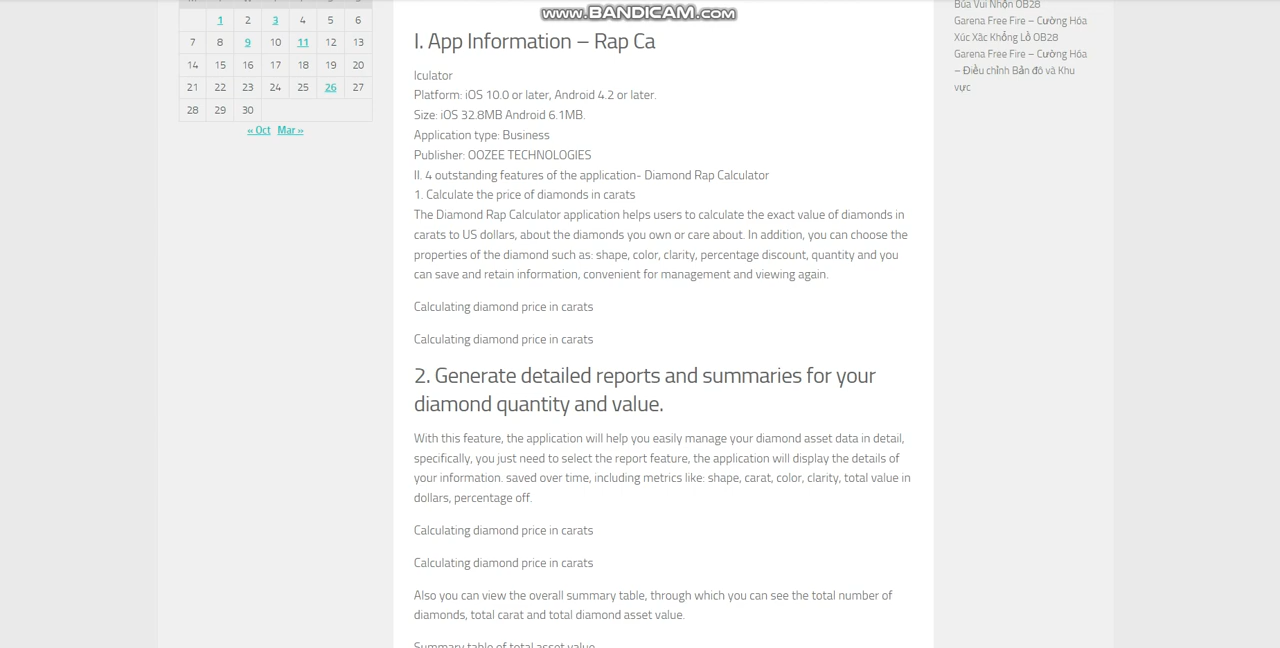 www.BANDICAM.com
1 2 3 4 5 6
7 8 9 10 11 12 13
14 15 16 17 18 19 20
21 22 23 24 25 26 27
28 29 30
« Oct Mar »
I. App Information – Rap Ca
lculator
Platform: iOS 10.0 or later, Android 4.2 or later.
Size: iOS 32.8MB Android 6.1MB.
Application type: Business
Publisher: OOZEE TECHNOLOGIES
II. 4 outstanding features of the application- Diamond Rap Calculator
1. Calculate the price of diamonds in carats
The Diamond Rap Calculator application helps users to calculate the exact value of diamonds in
carats to US dollars, about the diamonds you own or care about. In addition, you can choose the
properties of the diamond such as: shape, color, clarity, percentage discount, quantity and you
can save and retain information, convenient for management and viewing again.
Calculating diamond price in carats
Calculating diamond price in carats
2. Generate detailed reports and summaries for your
diamond quantity and value.
With this feature, the application will help you easily manage your diamond asset data in detail,
specifically, you just need to select the report feature, the application will display the details of
your information. saved over time, including metrics like: shape, carat, color, clarity, total value in
dollars, percentage off.
Calculating diamond price in carats
Calculating diamond price in carats
Also you can view the overall summary table, through which you can see the total number of
diamonds, total carat and total diamond asset value.
Summary table of total asset value
Búa Vui Nhộn OB28
Garena Free Fire – Cường Hóa
Xúc Xắc Khổng Lồ OB28
Garena Free Fire – Cường Hóa
– Điều chỉnh Bản đồ và Khu
vực